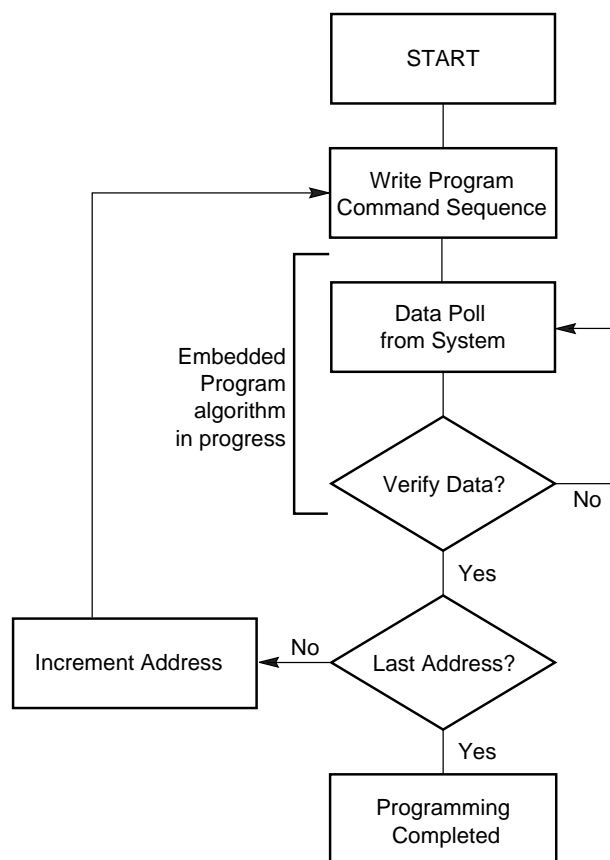 START
Write Program
Command Sequence
Data Poll
from System
Embedded
Program
algorithm
in progress
Verify Data?
No
Yes
Increment Address
No
Last Address?
Yes
Programming
Completed